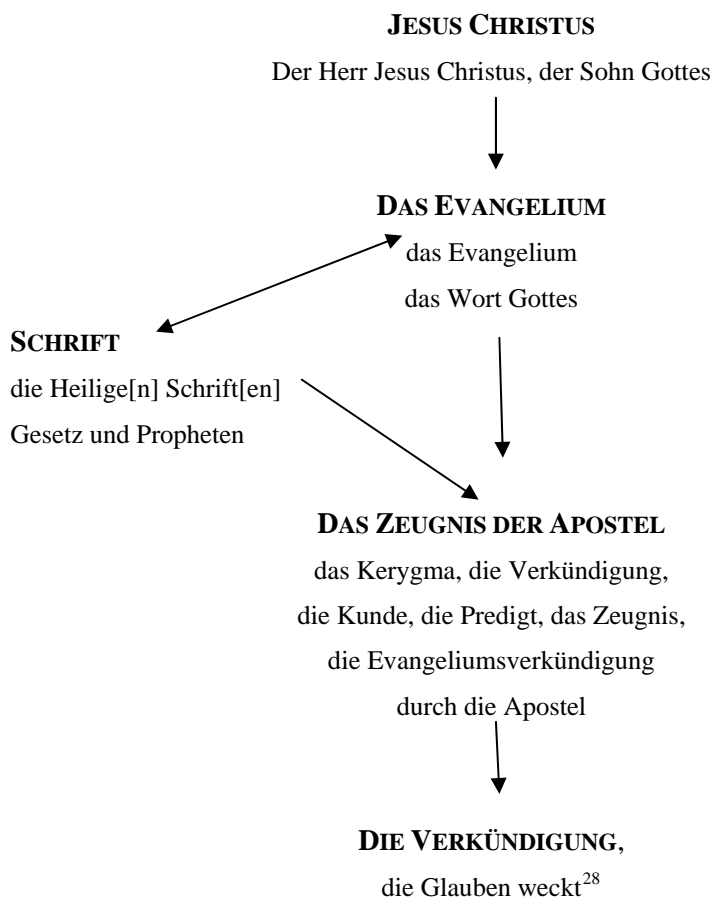 JESUS CHRISTUS
Der Herr Jesus Christus, der Sohn Gottes
DAS EVANGELIUM
das Evangelium
das Wort Gottes
SCHRIFT
die Heilige[n] Schrift[en]
Gesetz und Propheten
DAS ZEUGNIS DER APOSTEL
das Kerygma, die Verkündigung,
die Kunde, die Predigt, das Zeugnis,
die Evangeliumsverkündigung
durch die Apostel
DIE VERKÜNDIGUNG,
die Glauben weckt28